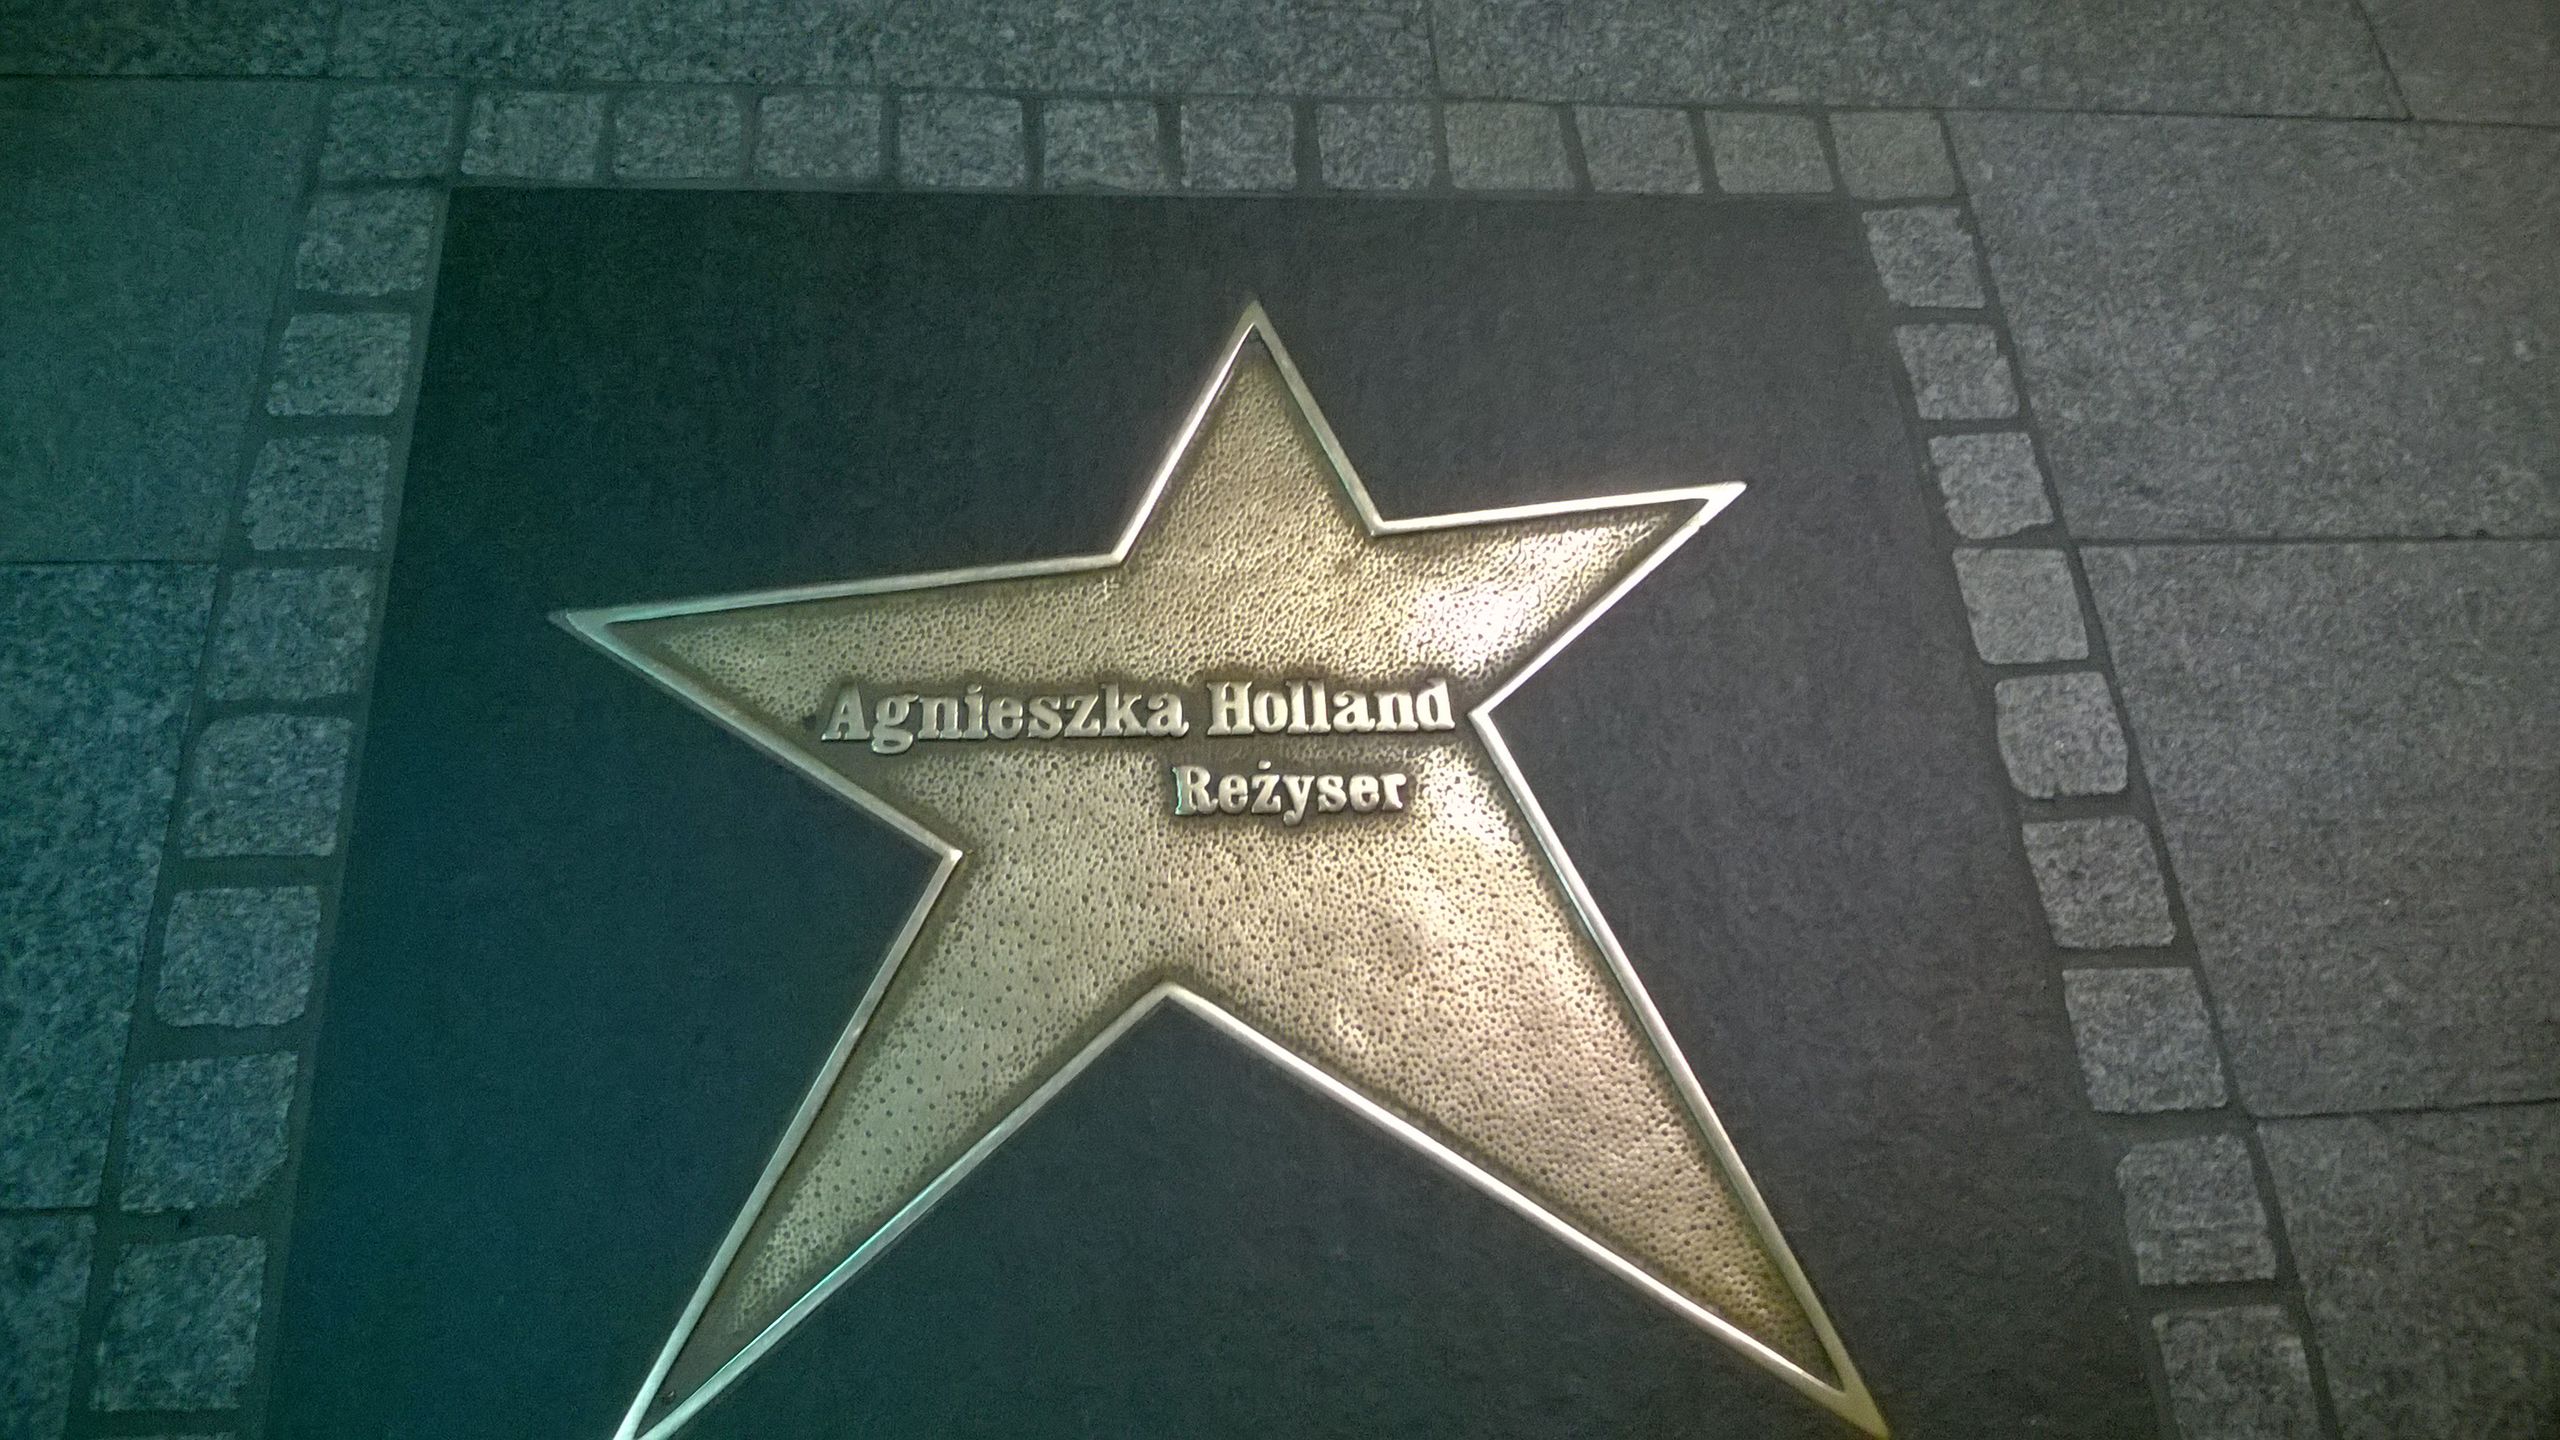 Agnieszka Holland
Reżyser